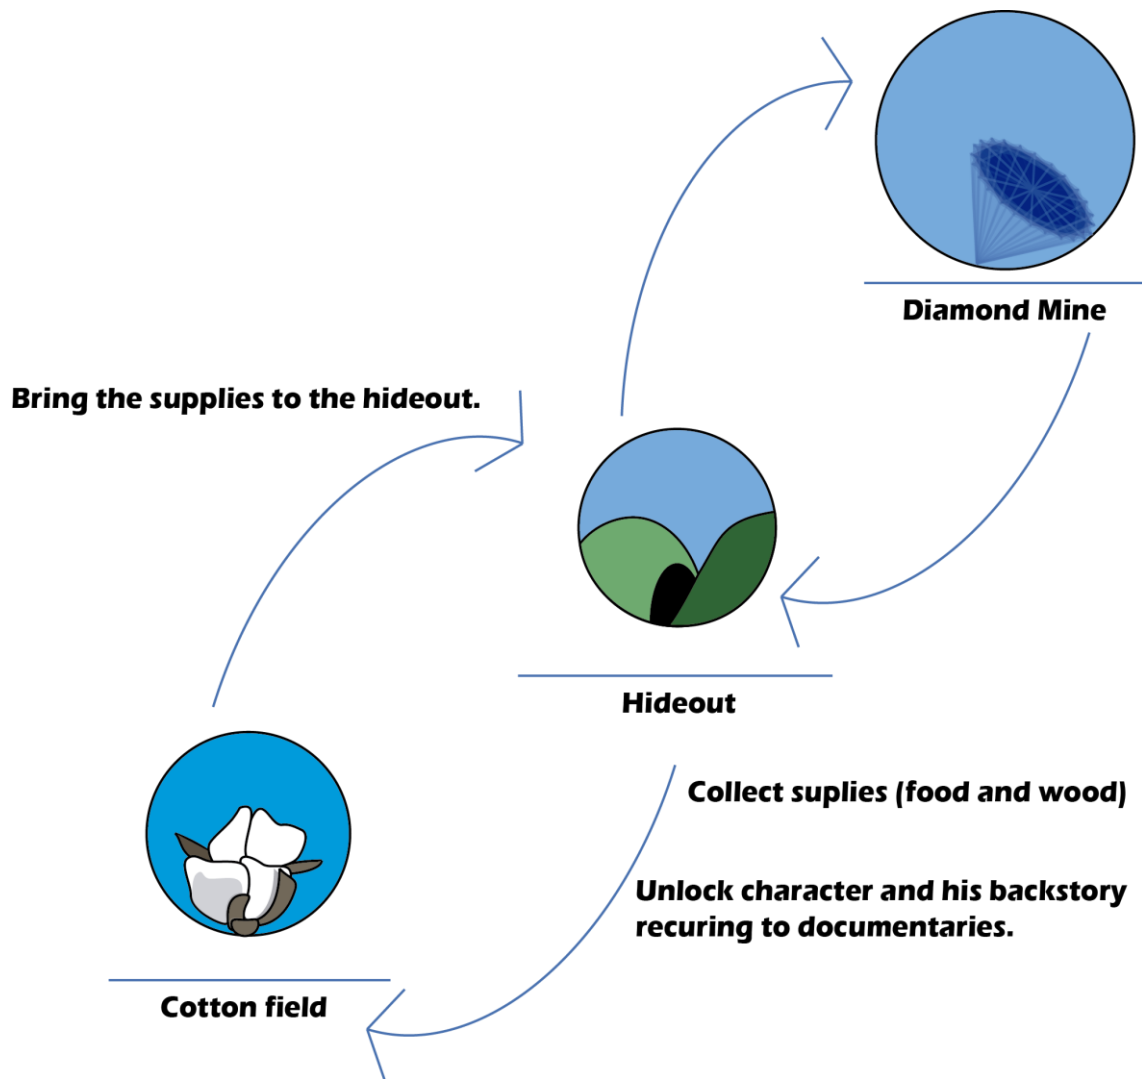 Diamond Mine
Bring the supplies to the hideout.
Hideout
Collect suplies (food and wood)
Unlock character and his backstory
recuring to documentaries.
Cotton field